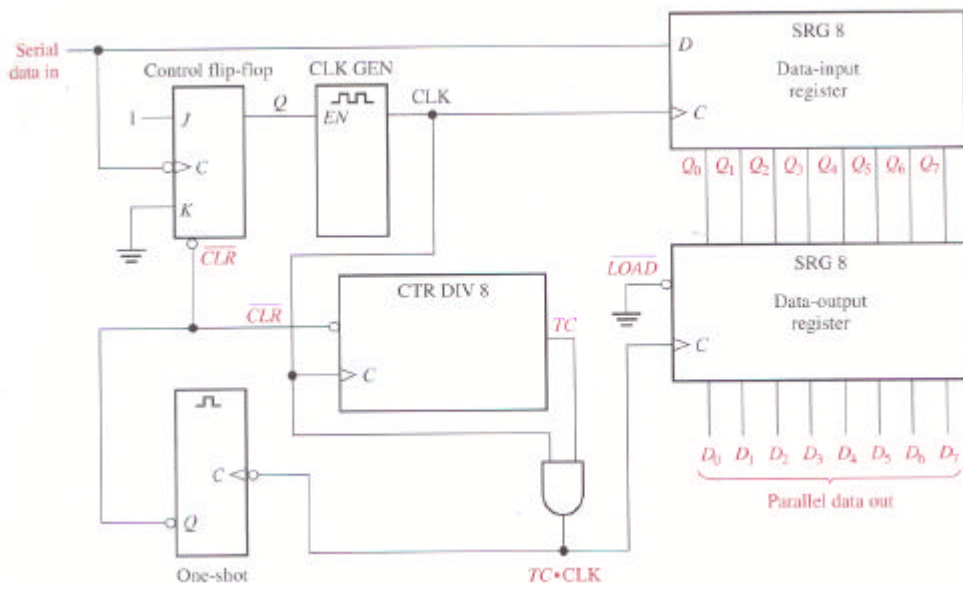 Serial
data in
Control flip-flop
CLK GEN
Q
CLK
EN
1
J
C
K
CLR
D
SRG 8
Data-input
register
C
Q₀ Q₁ Q₂ Q₃ Q₄ Q₅ Q₆ Q₇
LOAD
SRG 8
Data-output
register
C
CLR
CTR DIV 8
TC
C
C
Q
One-shot
TC•CLK
D₀ D₁ D₂ D₃ D₄ D₅ D₆ D₇
Parallel data out